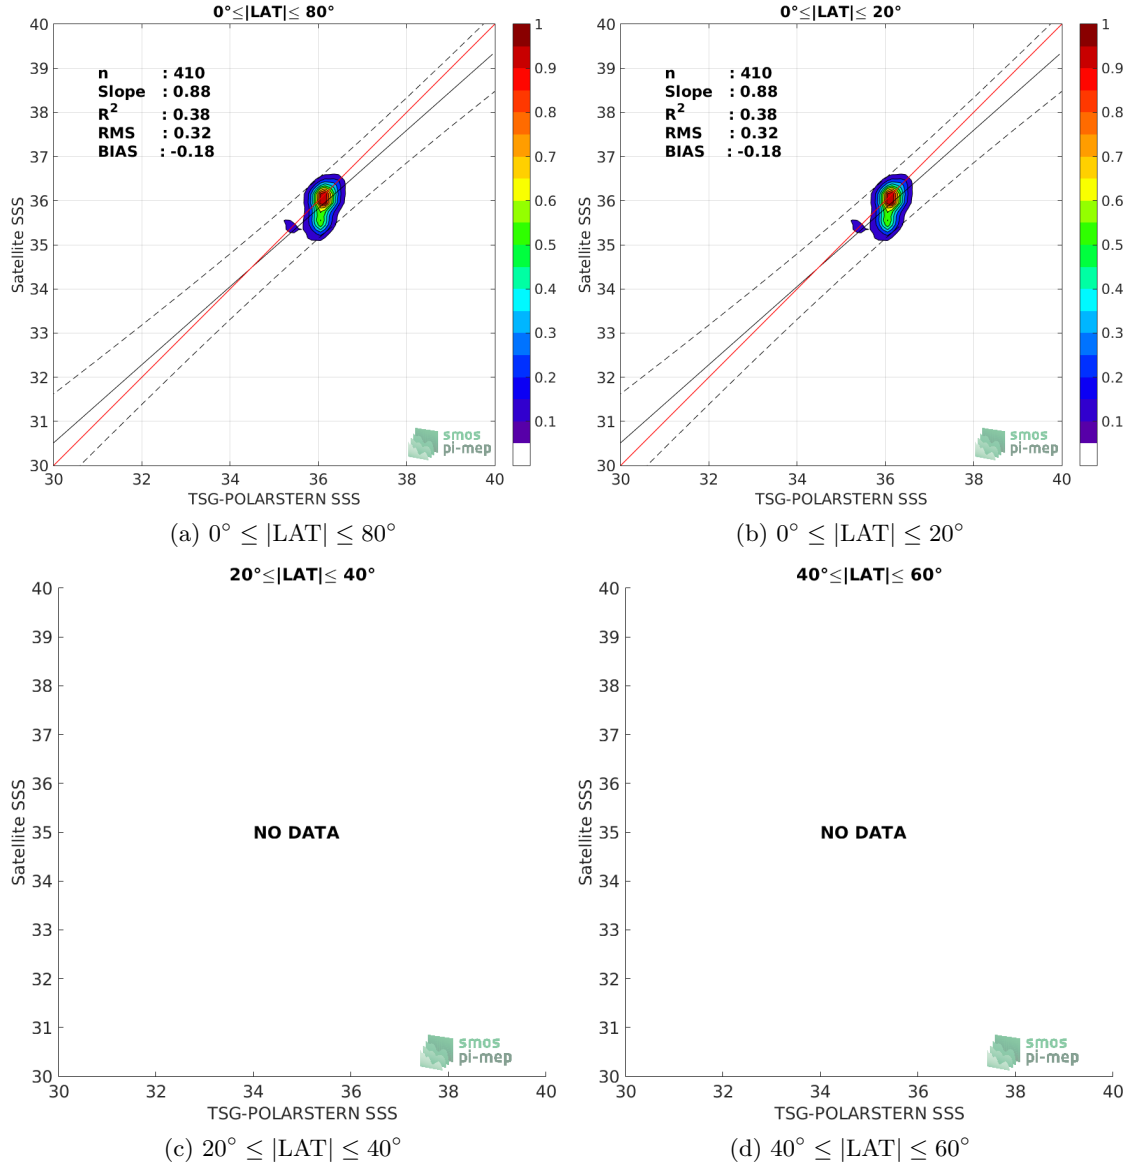 0°≤|LAT|≤ 80°
40
39
38
37
36
35
34
33
32
31
30
Satellite SSS
n : 410
Slope : 0.88
R² : 0.38
RMS : 0.32
BIAS : -0.18
smos
pi-mep
30 32 34 36 38 40
TSG-POLARSTERN SSS
1
0.9
0.8
0.7
0.6
0.5
0.4
0.3
0.2
0.1
(a) 0° ≤ |LAT| ≤ 80°
0°≤|LAT|≤ 20°
40
39
38
37
36
35
34
33
32
31
30
Satellite SSS
n : 410
Slope : 0.88
R² : 0.38
RMS : 0.32
BIAS : -0.18
smos
pi-mep
30 32 34 36 38 40
TSG-POLARSTERN SSS
1
0.9
0.8
0.7
0.6
0.5
0.4
0.3
0.2
0.1
(b) 0° ≤ |LAT| ≤ 20°
20°≤|LAT|≤ 40°
40
39
38
37
36
35
34
33
32
31
30
Satellite SSS
NO DATA
smos
pi-mep
30 32 34 36 38 40
TSG-POLARSTERN SSS
(c) 20° ≤ |LAT| ≤ 40°
40°≤|LAT|≤ 60°
40
39
38
37
36
35
34
33
32
31
30
Satellite SSS
NO DATA
smos
pi-mep
30 32 34 36 38 40
TSG-POLARSTERN SSS
(d) 40° ≤ |LAT| ≤ 60°